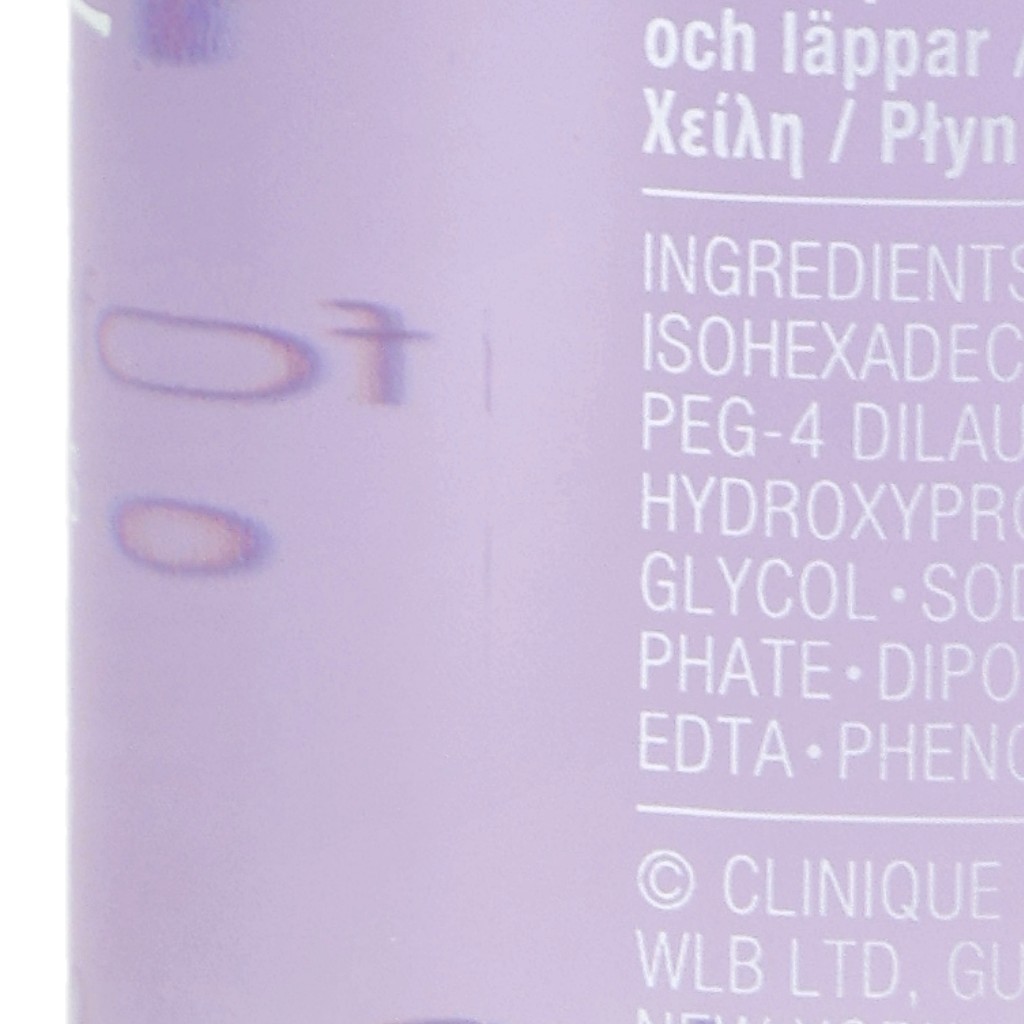 och läppar /
Χείλη / Płyn
INGREDIENTS
ISOHEXADEC
PEG-4 DILAU
HYDROXYPRO
GLYCOL • SOD
PHATE • DIPO
EDTA • PHENO
© CLINIQUE
WLB LTD, GU